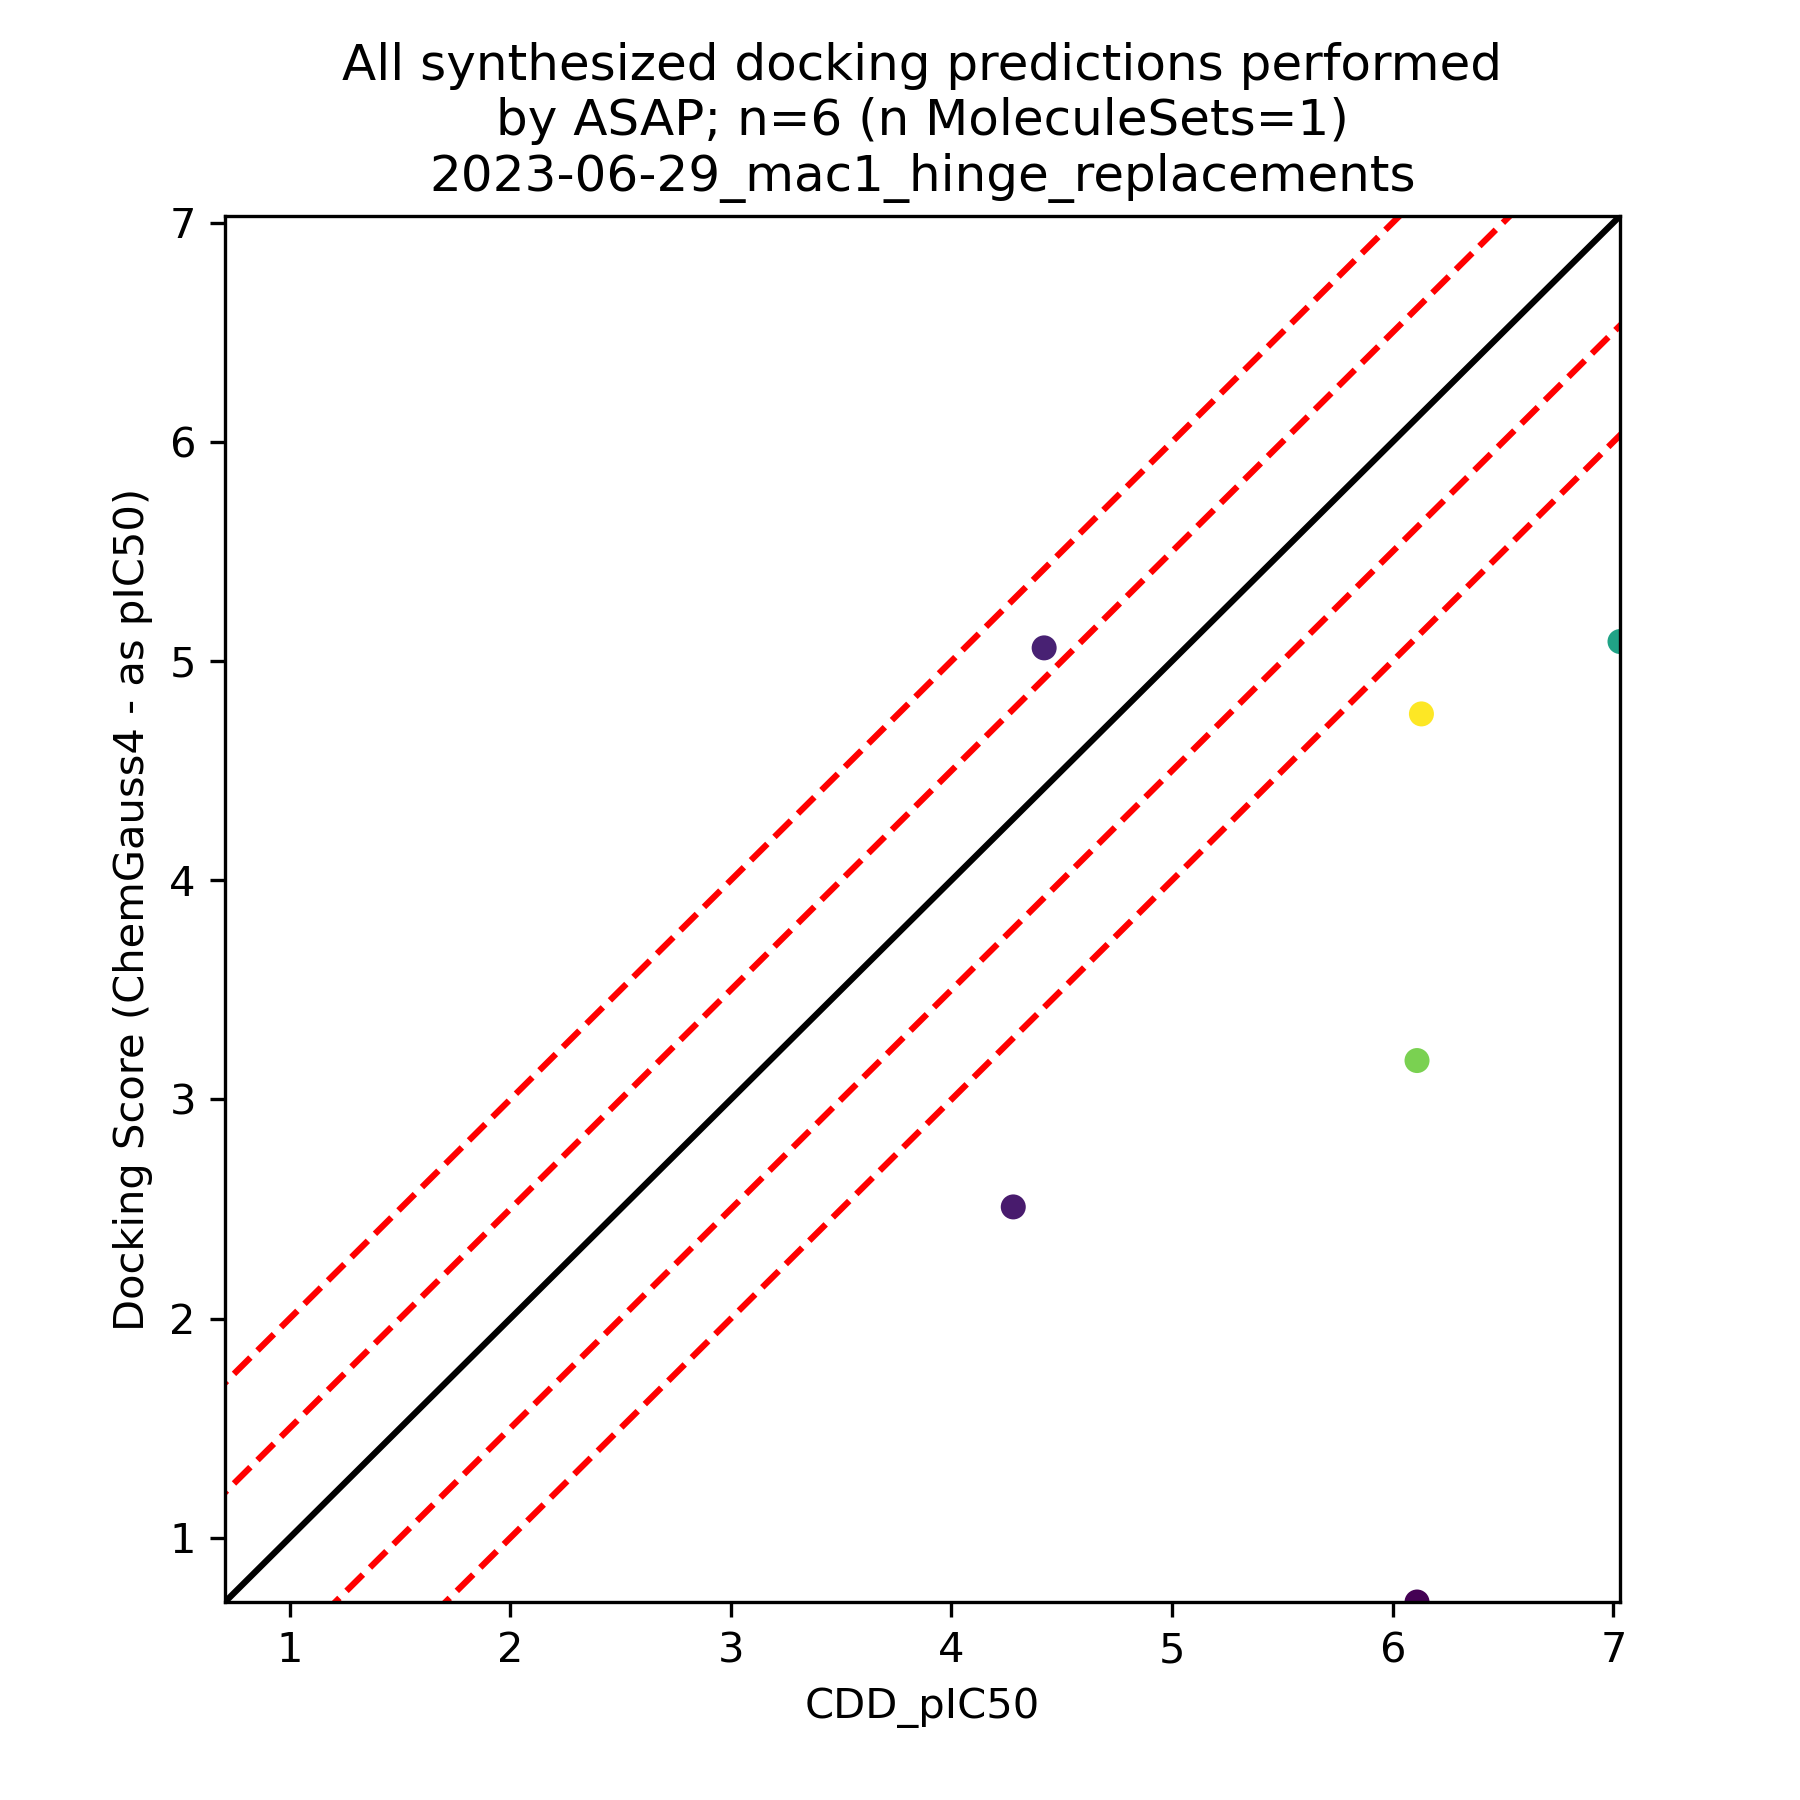 All synthesized docking predictions performed
by ASAP; n=6 (n MoleculeSets=1)
2023-06-29_mac1_hinge_replacements
7
6
5
4
3
2
1
Docking Score (ChemGauss4 - as pIC50)
1 2 3 4 5 6 7
CDD_pIC50